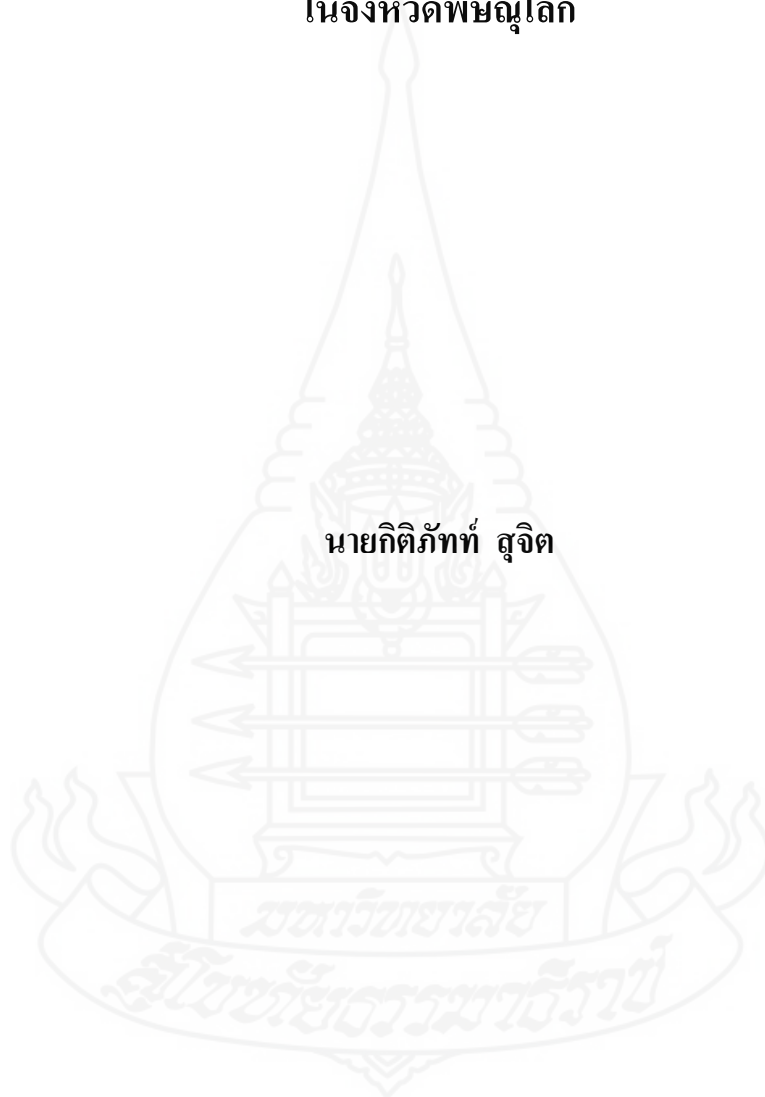 ในจังหวัดพิษณุโลก
นายกิติภัทท์ สุจิต
มหาวิทยาลัย
สุโขทัยธรรมาธิราช